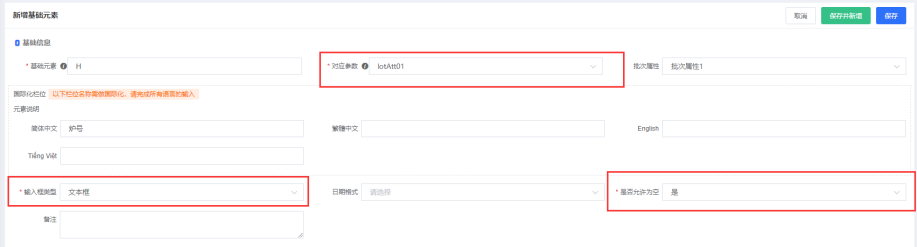 新增基础元素 取消 保存并新增 保存
基础信息
* 基础元素 H * 对应参数 lotAtt01 批次属性 批次属性1
国际化栏位 以下栏位名称需做国际化，请完成所有语言的输入
元素说明
简体中文 炉号 繁體中文 English
Tiếng Việt
* 输入框类型 文本框 日期格式 请选择 * 是否允许为空 是
备注